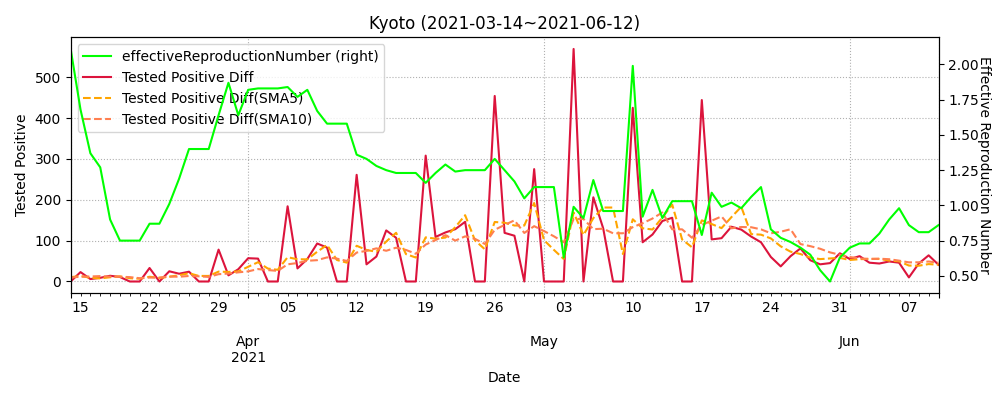 Kyoto (2021-03-14~2021-06-12)
effectiveReproductionNumber (right)
Tested Positive Diff
Tested Positive Diff(SMA5)
Tested Positive Diff(SMA10)
Tested Positive
500
400
300
200
100
0
Effective Reproduction Number
2.00
1.75
1.50
1.25
1.00
0.75
0.50
15 22 29 05 12 19 26 03 10 17 24 31 07
Apr May Jun
2021
Date